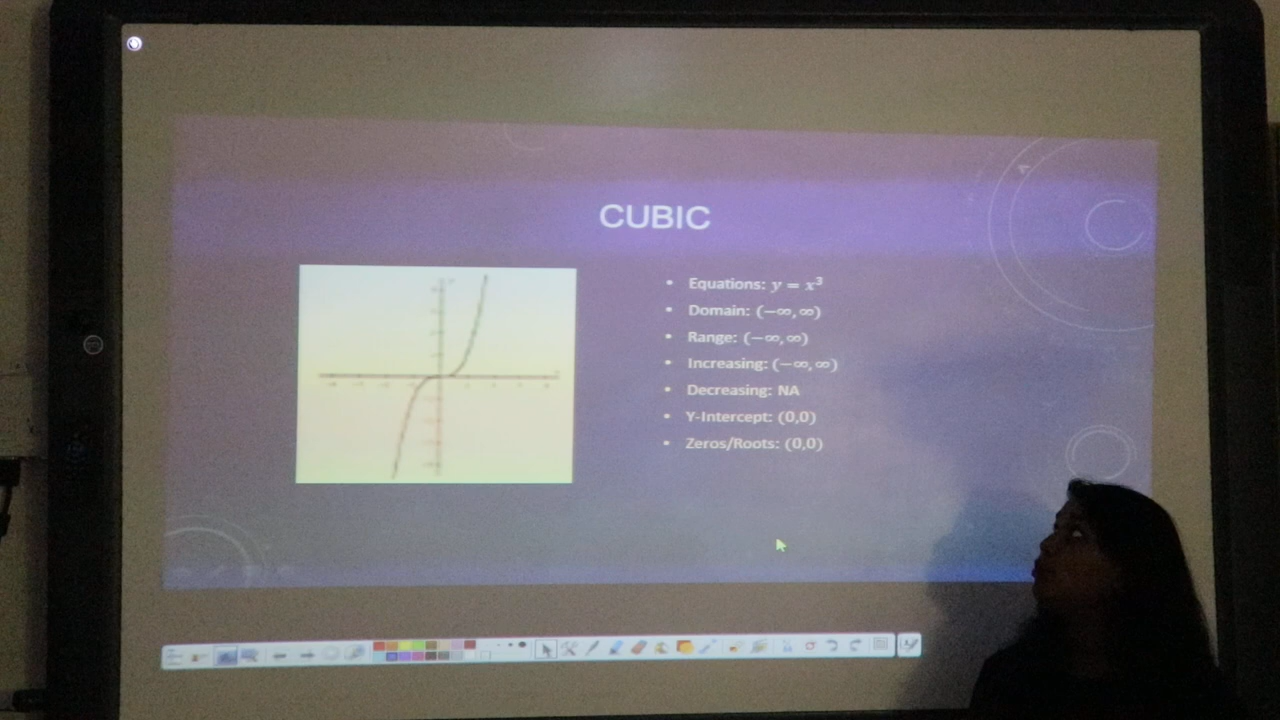 CUBIC
• Equations: y = x³
• Domain: (−∞, ∞)
• Range: (−∞, ∞)
• Increasing: (−∞, ∞)
• Decreasing: NA
• Y-Intercept: (0,0)
• Zeros/Roots: (0,0)